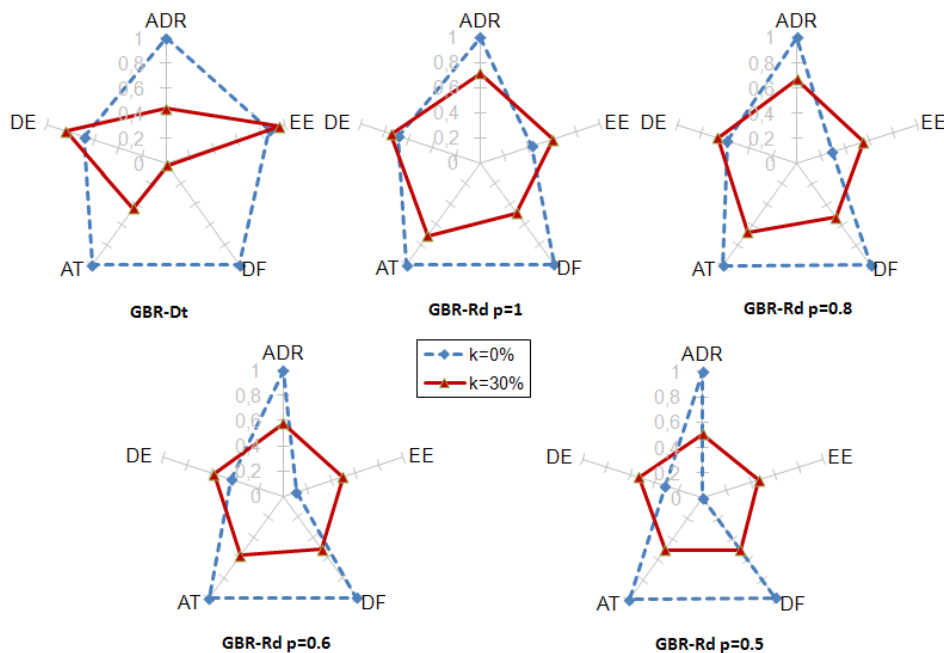 ADR
1
0,8
0,6
0,4
0,2
0
DE
EE
AT
DF
GBR-Dt
ADR
1
0,8
0,6
0,4
0,2
0
DE
EE
AT
DF
GBR-Rd p=1
ADR
1
0,8
0,6
0,4
0,2
0
DE
EE
AT
DF
GBR-Rd p=0.8
k=0%
k=30%
ADR
1
0,8
0,6
0,4
0,2
0
DE
EE
AT
DF
GBR-Rd p=0.6
ADR
1
0,8
0,6
0,4
0,2
0
DE
EE
AT
DF
GBR-Rd p=0.5